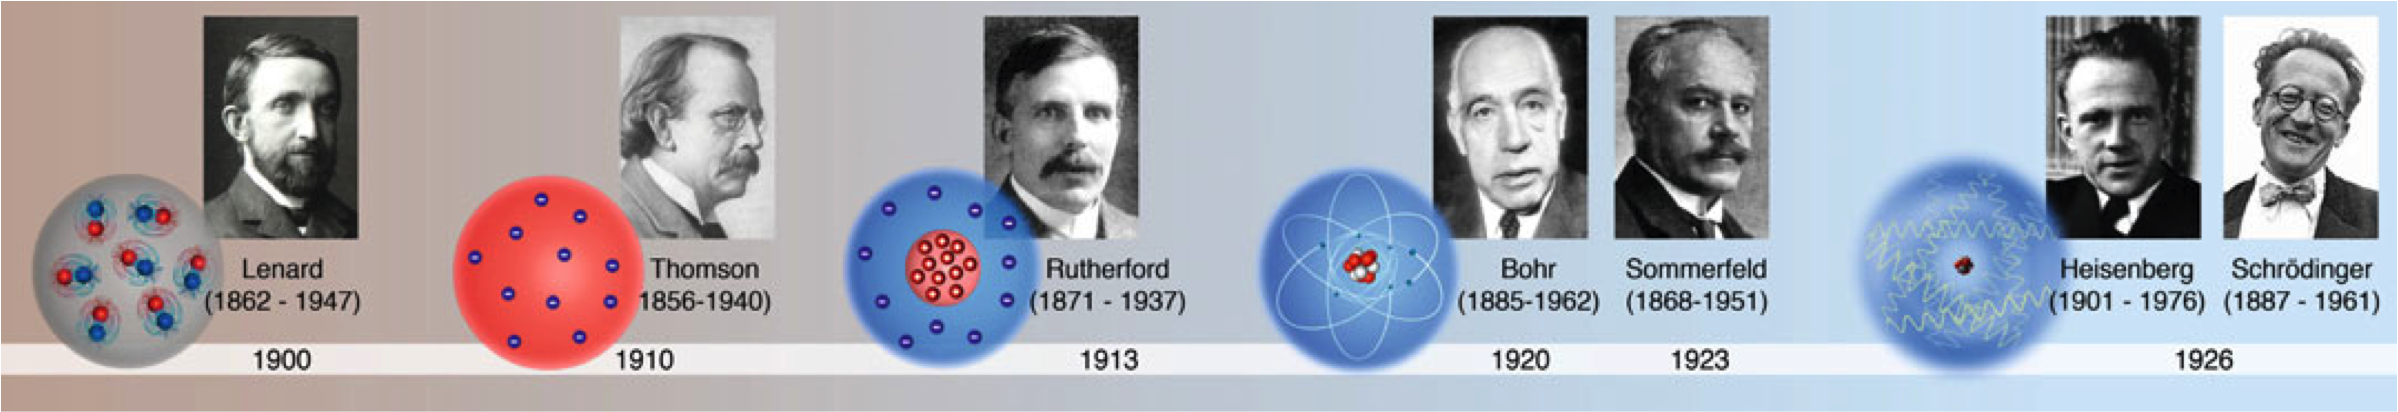 Lenard
(1862 - 1947)
1900
Thomson
1856-1940)
1910
Rutherford
(1871 - 1937)
1913
Bohr
(1885-1962)
1920
Sommerfeld
(1868-1951)
1923
Heisenberg
(1901 - 1976)
Schrödinger
(1887 - 1961)
1926